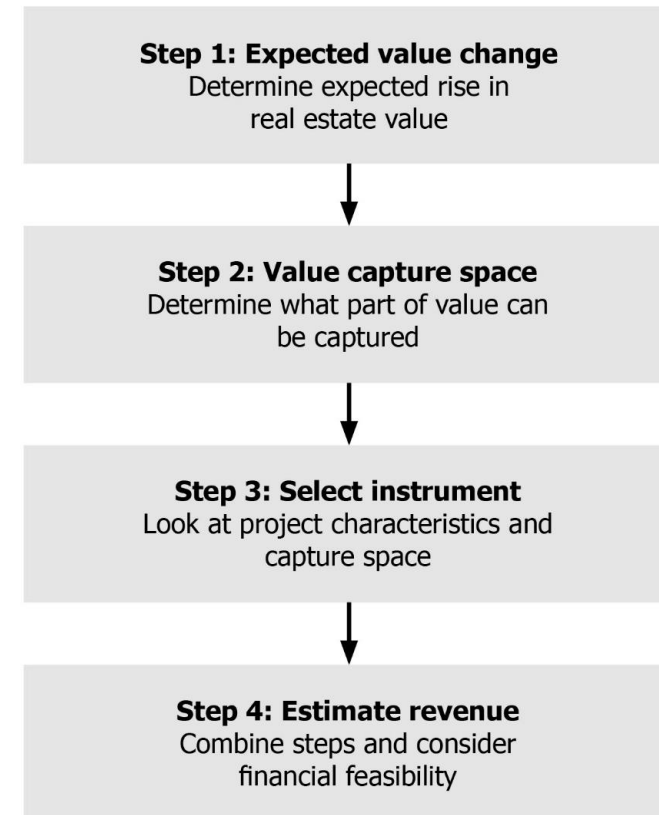 Step 1: Expected value change
Determine expected rise in
real estate value
Step 2: Value capture space
Determine what part of value can
be captured
Step 3: Select instrument
Look at project characteristics and
capture space
Step 4: Estimate revenue
Combine steps and consider
financial feasibility